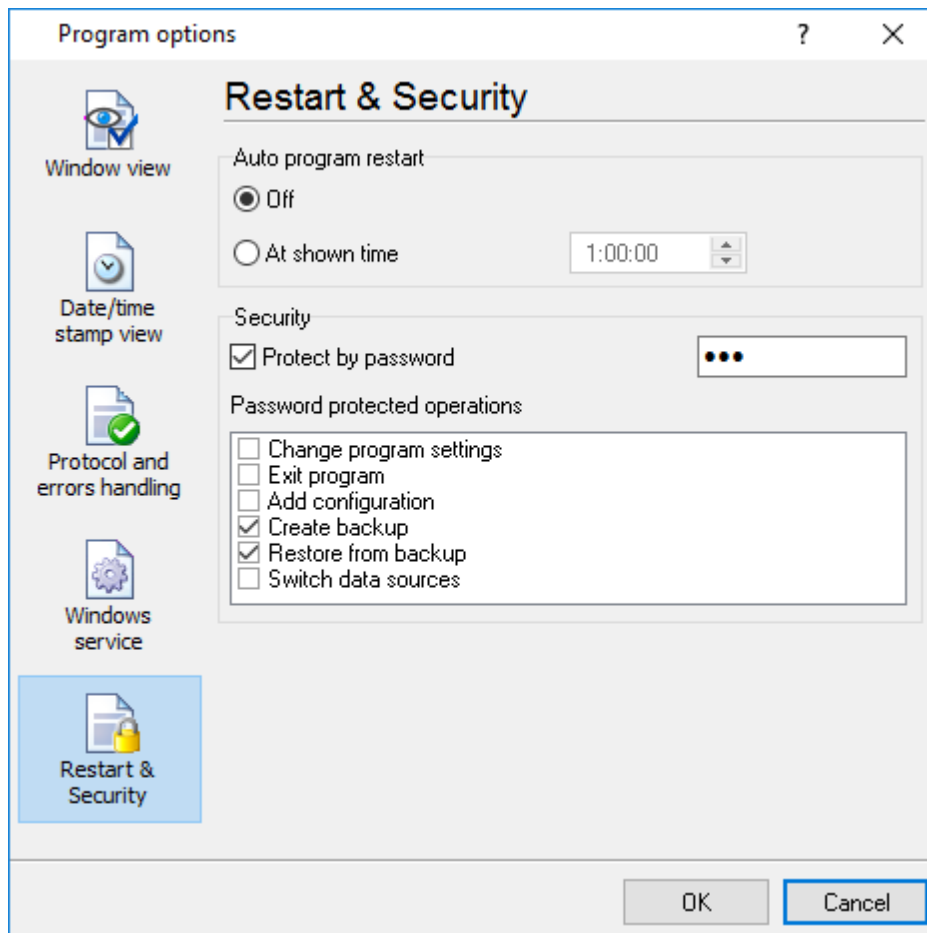 Program options
?
Window view
Date/time
stamp view
Protocol and
errors handling
Windows
service
Restart &
Security
Restart & Security
Auto program restart
Off
At shown time
1:00:00
Security
Protect by password
•••
Password protected operations
Change program settings
Exit program
Add configuration
Create backup
Restore from backup
Switch data sources
OK
Cancel